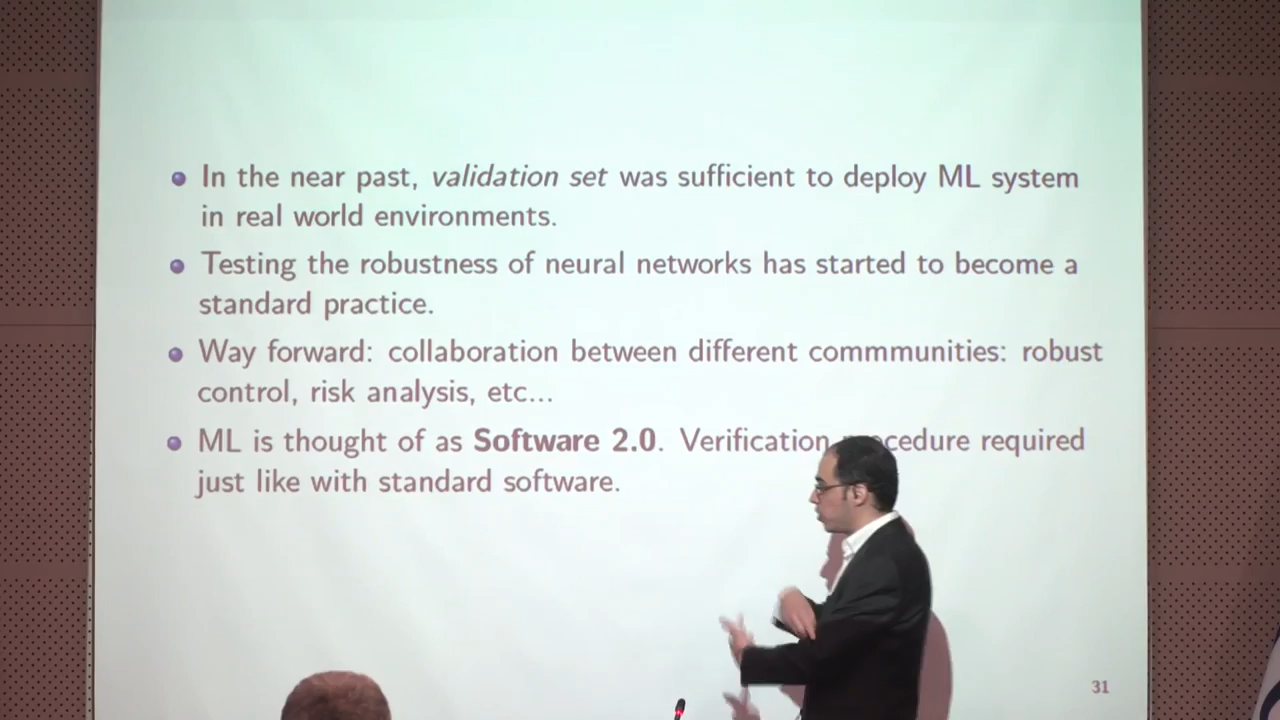 In the near past, validation set was sufficient to deploy ML system
in real world environments.
Testing the robustness of neural networks has started to become a
standard practice.
Way forward: collaboration between different commmunities: robust
control, risk analysis, etc...
ML is thought of as Software 2.0. Verification required
just like with standard software.
31